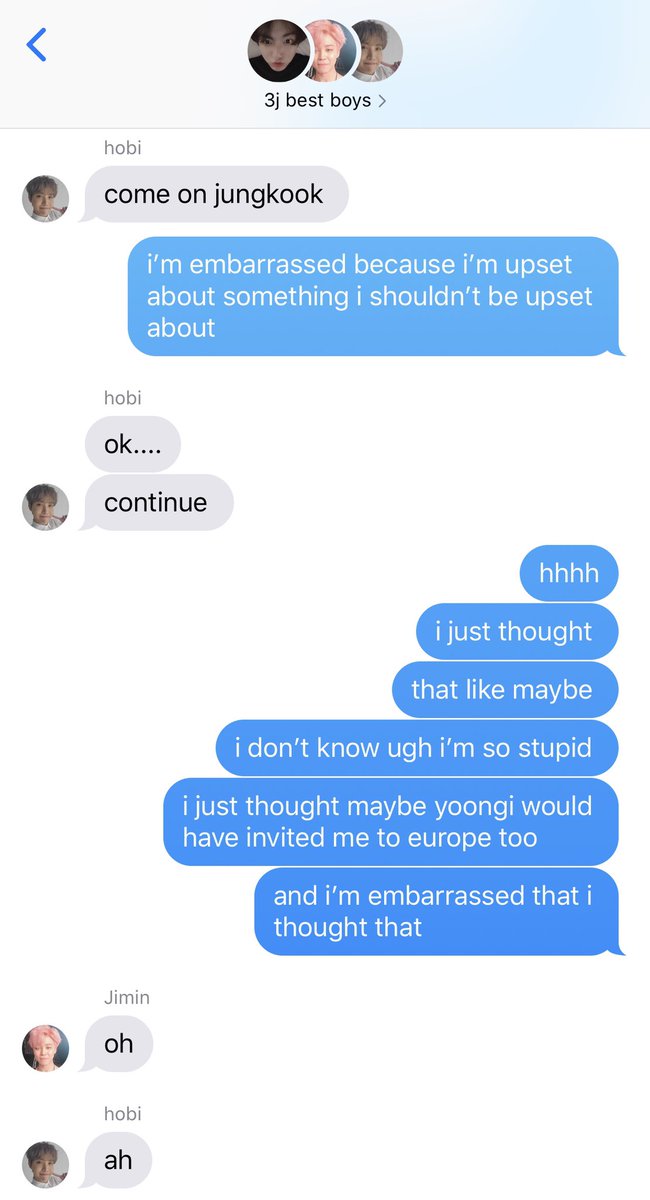 3j best boys
hobi
come on jungkook
i’m embarrassed because i’m upset
about something i shouldn’t be upset
about
hobi
ok....
continue
hhhh
i just thought
that like maybe
i don’t know ugh i’m so stupid
i just thought maybe yoongi would
have invited me to europe too
and i’m embarrassed that i
thought that
Jimin
oh
hobi
ah